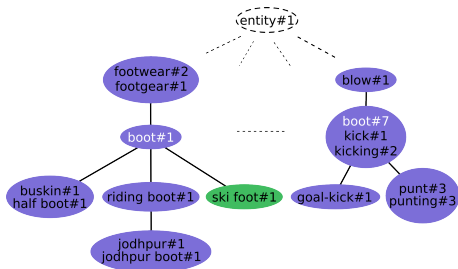 entity#1
footwear#2
footgear#1
blow#1
boot#1
boot#7
kick#1
kicking#2
buskin#1
half boot#1
riding boot#1
ski foot#1
goal-kick#1
punt#3
punting#3
jodhpur#1
jodhpur boot#1